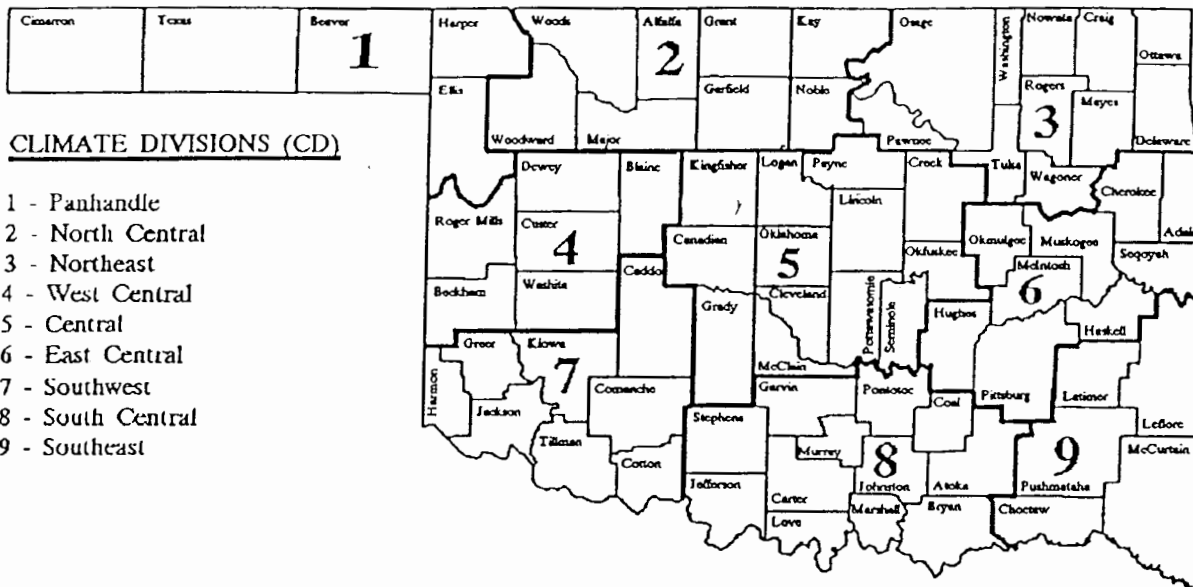 Cimarron Texas Beaver Harper Woods Alfalfa Grant Kay Osage Washington Nowata Craig Ottawa
1 2
Ellis Garfield Noble Rogers Mayes
3
CLIMATE DIVISIONS (CD)
Woodward Major Pawnee Delaware
Dewey Blaine Kingfisher Logan Payne Creek Tulsa Wagoner Cherokee
1 - Panhandle
2 - North Central
3 - Northeast
4 - West Central
5 - Central
6 - East Central
7 - Southwest
8 - South Central
9 - Southeast
Roger Mills Custer Canadian Oklahoma Lincoln Okfuskee Okmulgee Muskogee Adair
4 5
Sequoyah
Beckham Washita Caddo Grady Cleveland Pottawatomie Seminole Hughes McIntosh
6
Haskell
Greer Kiowa McClain
7
Harmon Jackson Comanche Garvin Pontotoc Coal Pittsburg Latimer
Stephens Leflore
Tillman Cotton Murray McCurtain
8 9
Jefferson Johnston Atoka Pushmataha
Carter Marshall Bryan Choctaw
Love